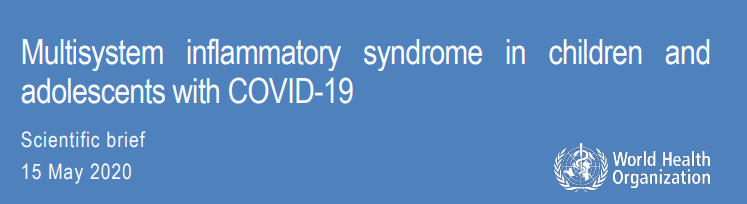 Multisystem inflammatory syndrome in children and
adolescents with COVID-19
Scientific brief
15 May 2020
World Health
Organization